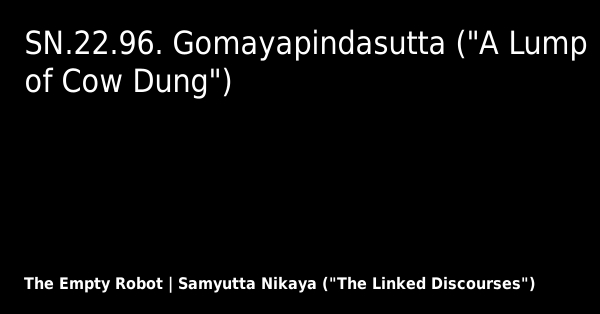 SN.22.96. Gomayapindasutta ("A Lump
of Cow Dung")
The Empty Robot | Samyutta Nikaya ("The Linked Discourses")